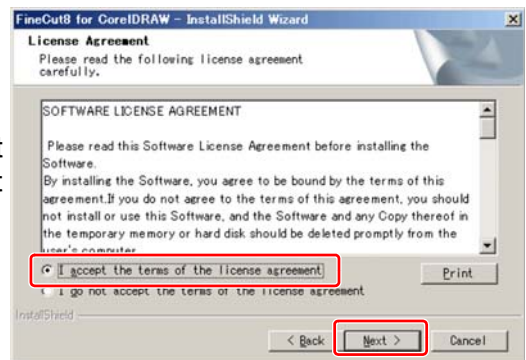 FineCut8 for CorelDRAW - InstallShield Wizard
License Agreement
Please read the following license agreement
carefully.
SOFTWARE LICENSE AGREEMENT
Please read this Software License Agreement before installing the
Software.
By installing the Software, you agree to be bound by the terms of this
agreement.If you do not agree to the terms of this agreement, you should
not install or use this Software, and the Software and any Copy thereof in
the temporary memory or hard disk should be deleted promptly from the
user's computer
I accept the terms of the license agreement
Print
I do not accept the terms of the license agreement
InstallShield
< Back
Next >
Cancel